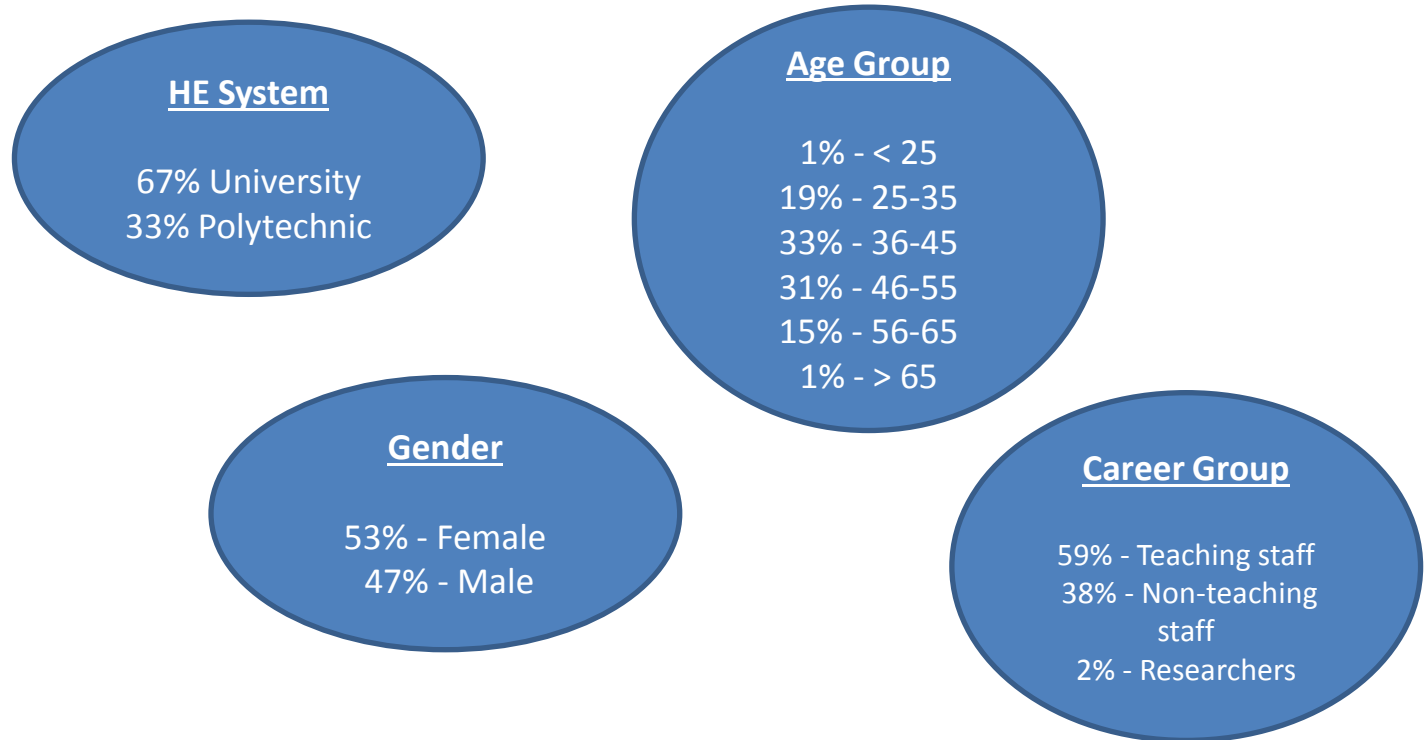 HE System
67% University
33% Polytechnic
Age Group
1% - < 25
19% - 25-35
33% - 36-45
31% - 46-55
15% - 56-65
1% - > 65
Gender
53% - Female
47% - Male
Career Group
59% - Teaching staff
38% - Non-teaching
staff
2% - Researchers